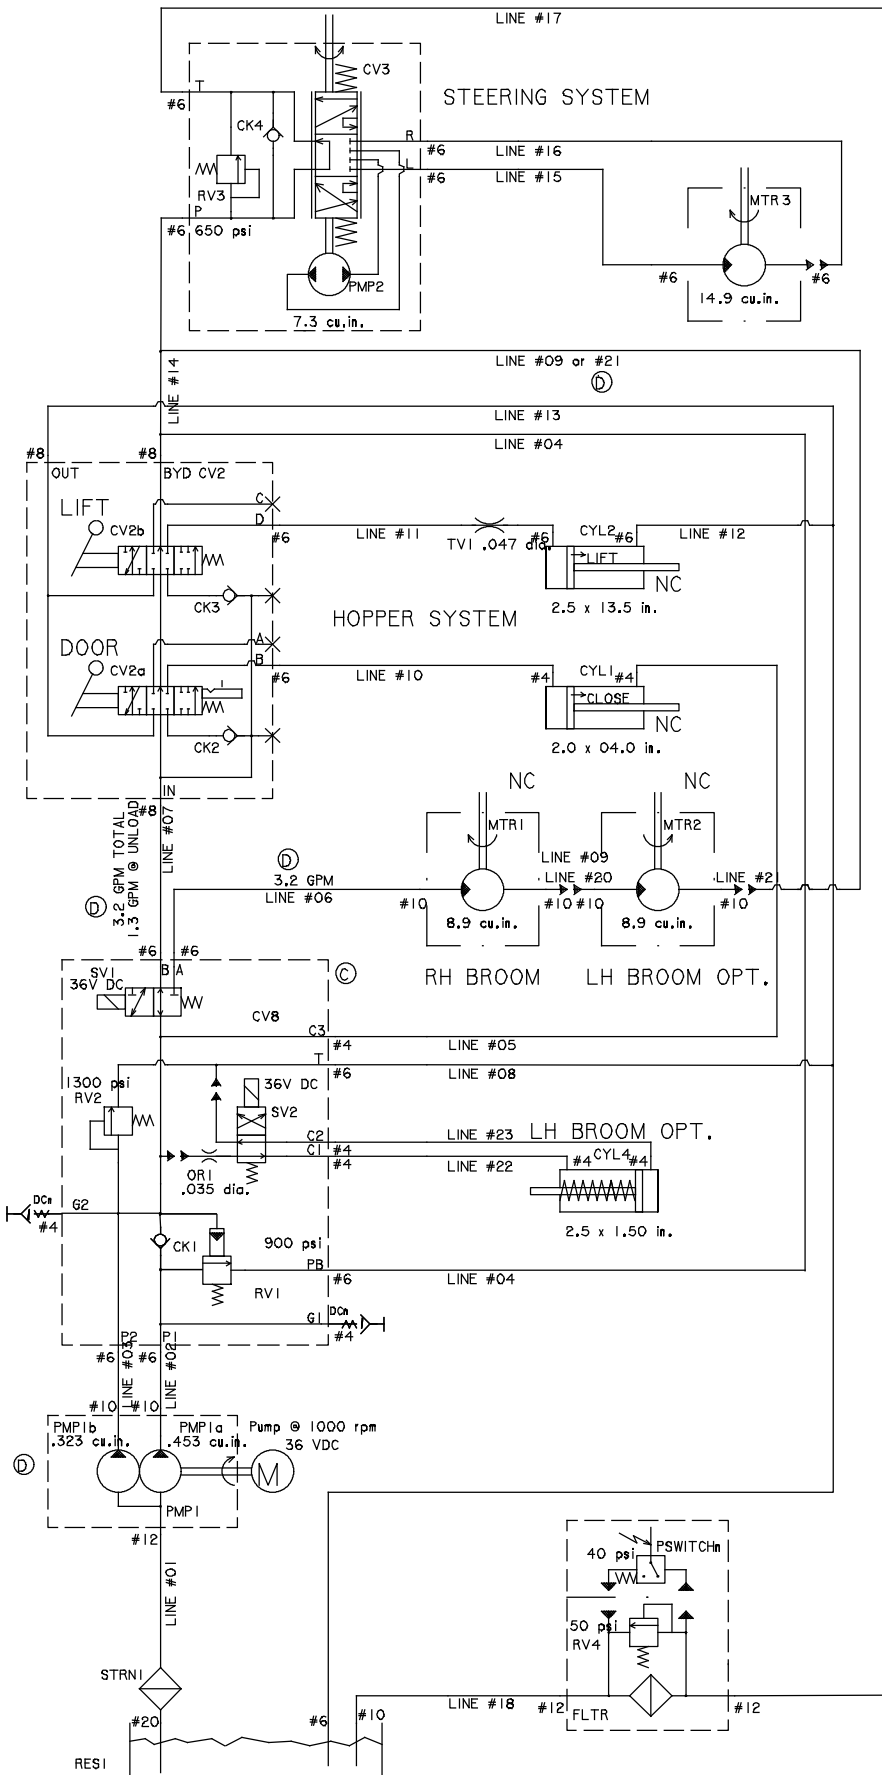 LINE #17
T
#6
CV3
STEERING SYSTEM
CK4
R
#6
LINE #16
L
#6
LINE #15
RV3
P
#6
650 psi
MTR3
PMP2
#6
#6
7.3 cu.in.
14.9 cu.in.
LINE #14
LINE #09 or #21
D
LINE #13
LINE #04
#8
#8
OUT
BYD CV2
LIFT
C
CV2b
D
#6
LINE #11
TV1 .047 dia.
#6
CYL2
#6
LINE #12
LIFT
NC
CK3
2.5 x 13.5 in.
HOPPER SYSTEM
DOOR
A
CV2a
B
#6
LINE #10
#4
CYL1
#4
CLOSE
NC
CK2
2.0 x 04.0 in.
IN
#8
LINE #07
3.2 GPM TOTAL
1.3 GPM @ UNLOAD
D
NC
NC
MTR1
MTR2
D
LINE #09
3.2 GPM
LINE #20
LINE #21
LINE #06
#10
#10
#10
#10
8.9 cu.in.
8.9 cu.in.
#6
#6
RH BROOM
LH BROOM OPT.
SV1
B
A
36V DC
C
CV8
C3
#4
LINE #05
T
#6
LINE #08
1300 psi
RV2
36V DC
SV2
C2
#4
LINE #23
LH BROOM OPT.
C1
#4
LINE #22
#4
CYL4
#4
OR1
.035 dia.
DCn
G2
#4
2.5 x 1.50 in.
CK1
900 psi
PB
#6
LINE #04
RV1
G1
DCn
#4
P2
P1
#6
#6
LINE #03
LINE #02
#10
#10
PMP1b
.323 cu.in.
PMP1a
.453 cu.in.
Pump @ 1000 rpm
36 VDC
D
M
PMP1
#12
LINE #01
PSWITCHn
40 psi
50 psi
RV4
STRN1
LINE #18
#12
FLTR
#12
#20
#6
#10
RES1